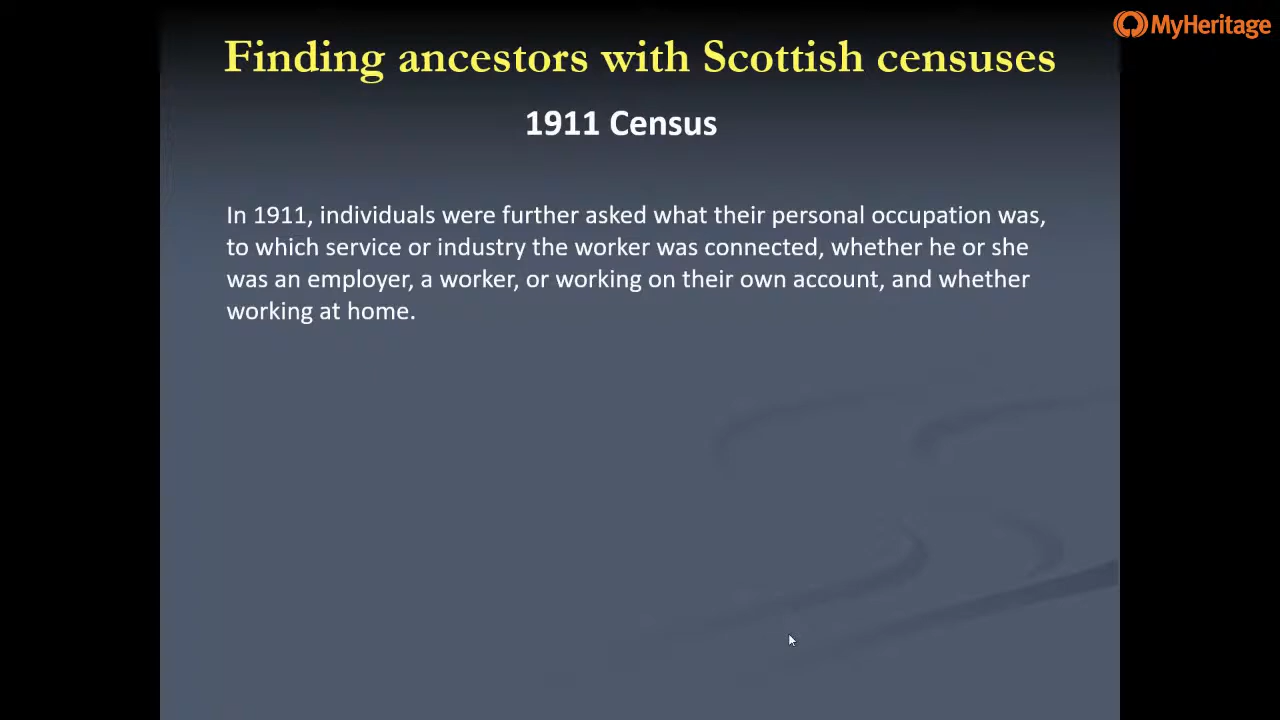 MyHeritage
Finding ancestors with Scottish censuses
1911 Census
In 1911, individuals were further asked what their personal occupation was,
to which service or industry the worker was connected, whether he or she
was an employer, a worker, or working on their own account, and whether
working at home.